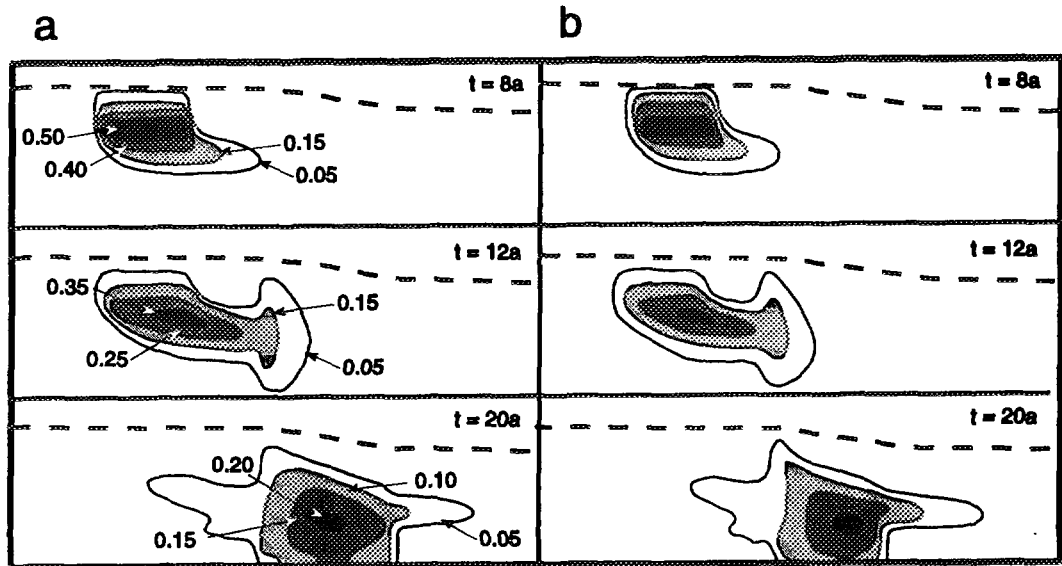 a
b
t = 8a
0.50
0.40
0.15
0.05
t = 8a
t = 12a
0.35
0.25
0.15
0.05
t = 12a
t = 20a
0.20
0.10
0.15
0.05
t = 20a